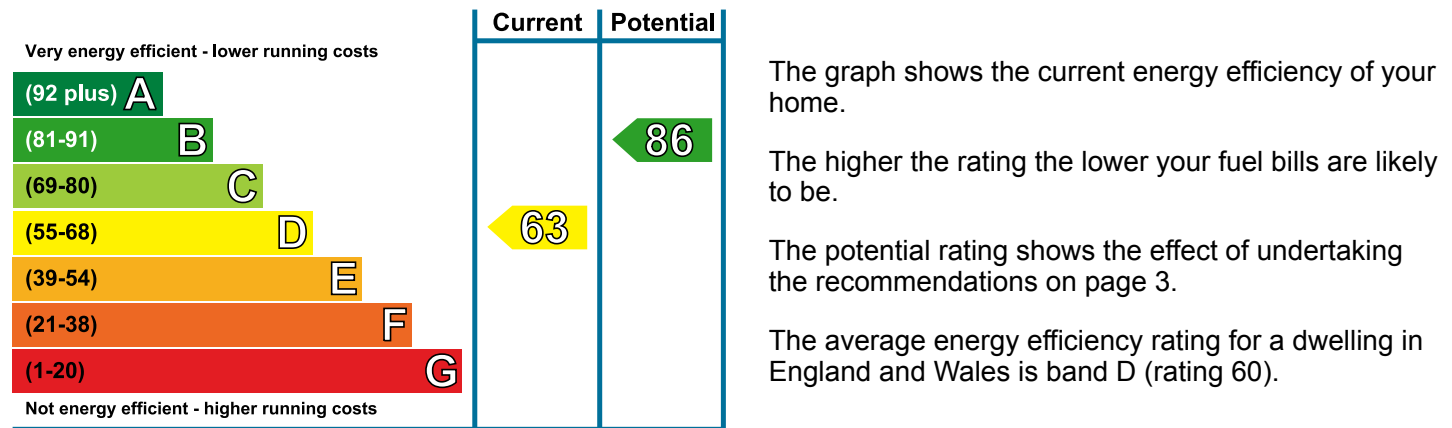 Current Potential
Very energy efficient - lower running costs
(92 plus) A
(81-91) B
86
(69-80) C
(55-68) D
63
(39-54) E
(21-38) F
(1-20) G
Not energy efficient - higher running costs
The graph shows the current energy efficiency of your
home.
The higher the rating the lower your fuel bills are likely
to be.
The potential rating shows the effect of undertaking
the recommendations on page 3.
The average energy efficiency rating for a dwelling in
England and Wales is band D (rating 60).